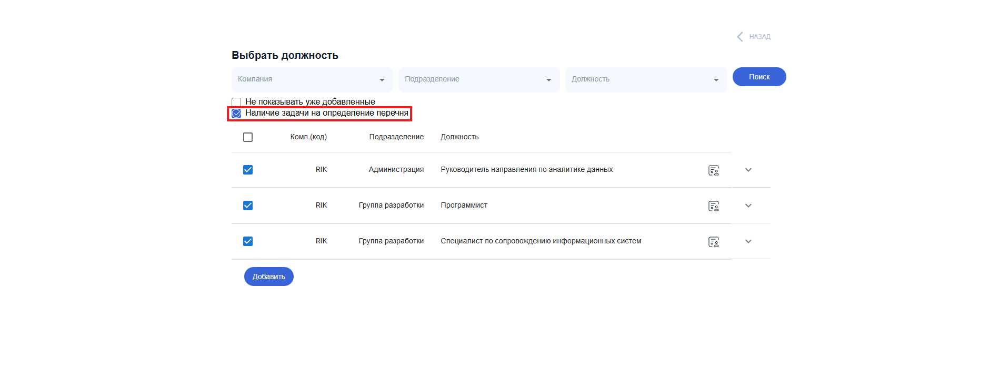 НАЗАД
Выбрать должность
Компания Подразделение Должность Поиск
Не показывать уже добавленные
Наличие задачи на определение перечня
Комп.(код) Подразделение Должность
RIK Администрация Руководитель направления по аналитике данных
RIK Группа разработки Программист
RIK Группа разработки Специалист по сопровождению информационных систем
Добавить